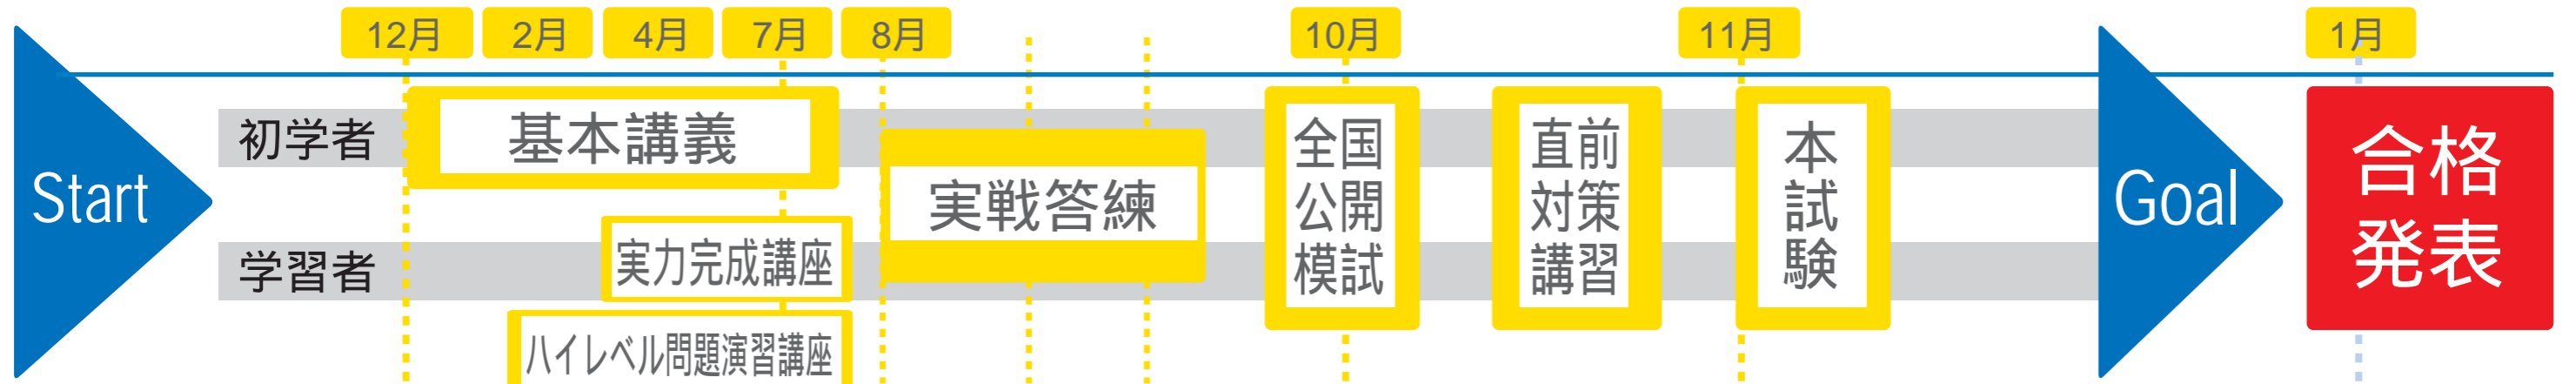 12月 2月 4月 7月 8月 10月 11月 1月
Start
初学者
基本講義
学習者
実力完成講座
ハイレベル問題演習講座
実戦答練
全国
公開
模試
直前
対策
講習
本
試
験
Goal
合格
発表